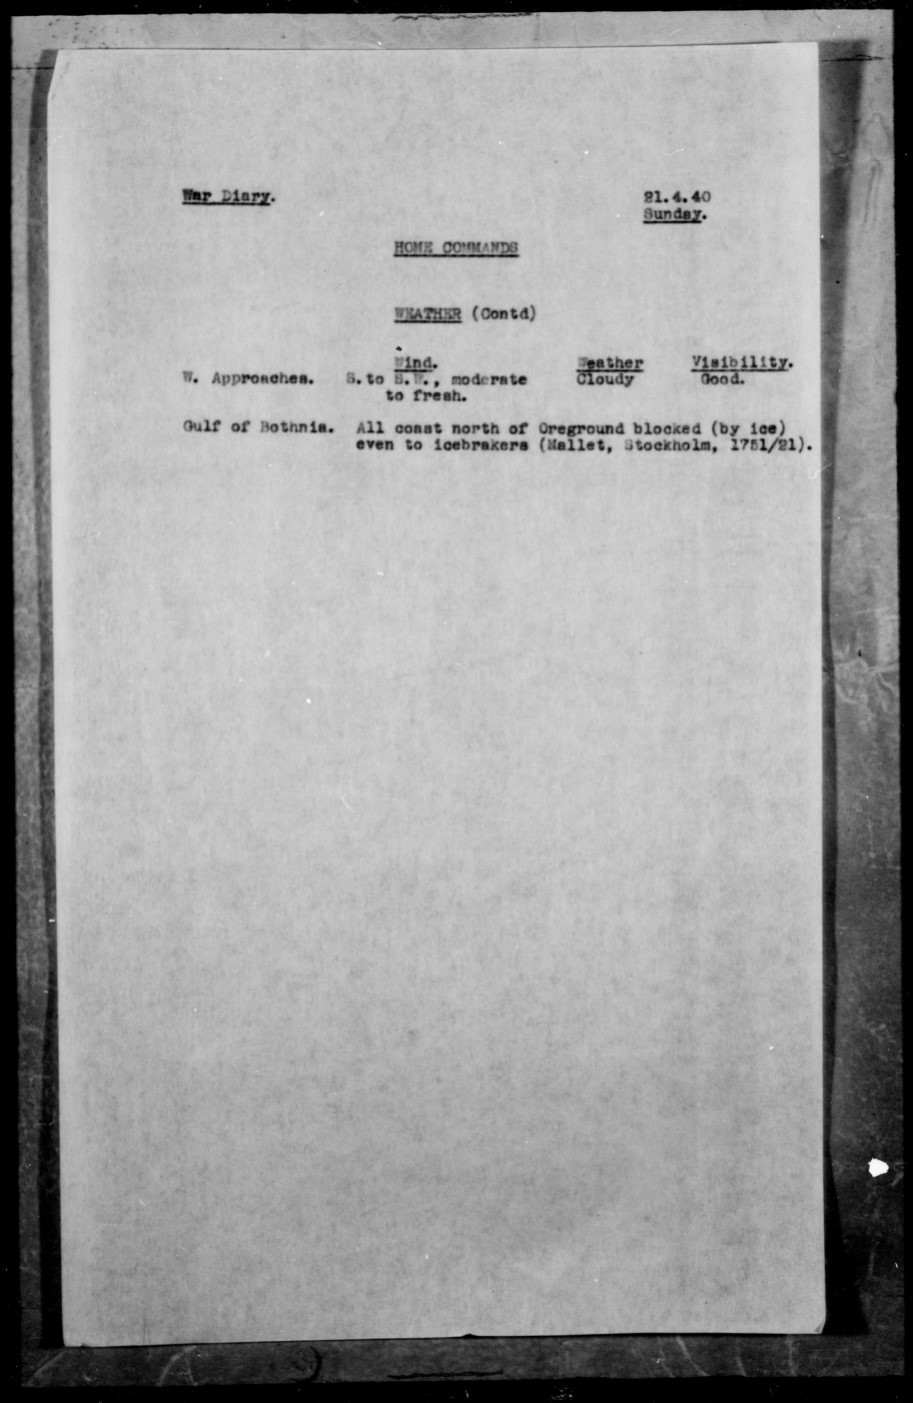 War Diary. 21.4.40
Sunday.
HOME COMMANDS
WEATHER (Contd)
Wind. Weather Visibility.
W. Approaches. S. to S.W., moderate Cloudy Good.
to fresh.
Gulf of Bothnia. All coast north of Oreground blocked (by ice)
even to icebrakers (Mallet, Stockholm, 1751/21).